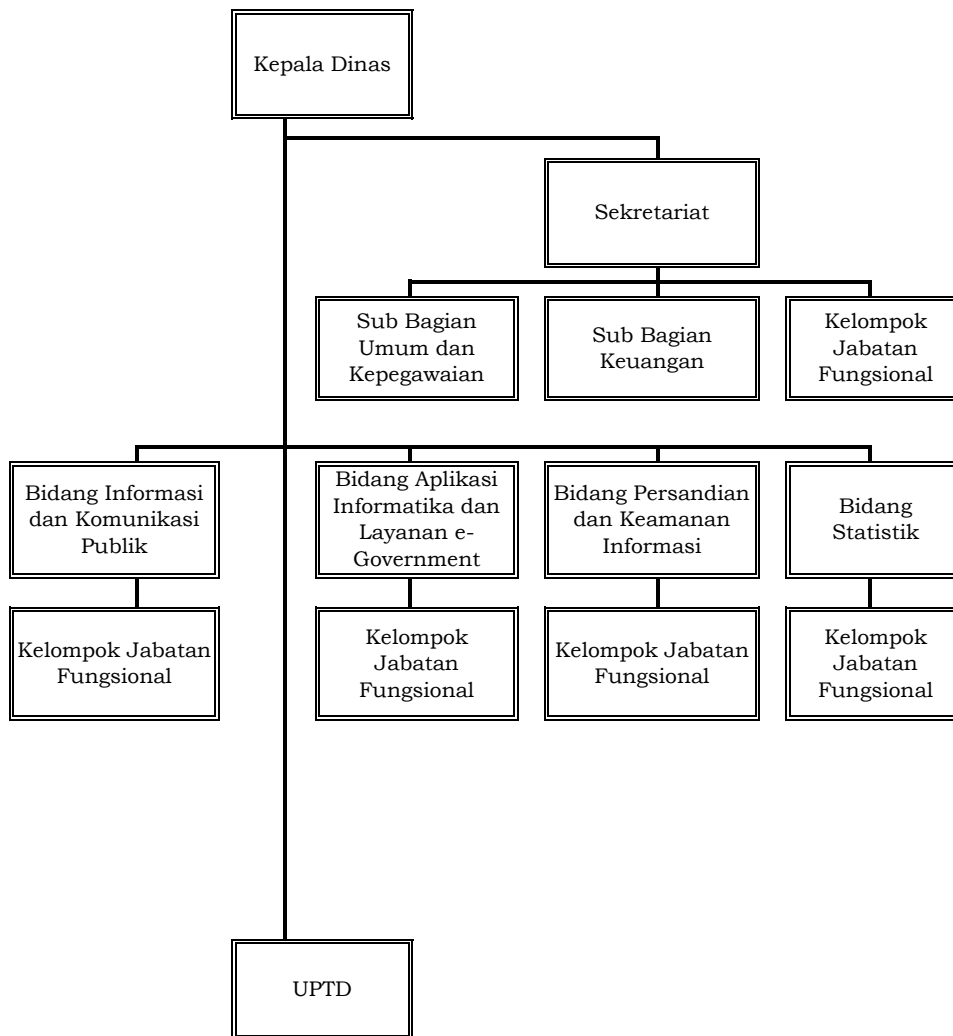 Kepala Dinas
Sekretariat
Sub Bagian
Umum dan
Kepegawaian
Sub Bagian
Keuangan
Kelompok
Jabatan
Fungsional
Bidang Informasi
dan Komunikasi
Publik
Bidang Aplikasi
Informatika dan
Layanan e-
Government
Bidang Persandian
dan Keamanan
Informasi
Bidang
Statistik
Kelompok Jabatan
Fungsional
Kelompok
Jabatan
Fungsional
Kelompok Jabatan
Fungsional
Kelompok
Jabatan
Fungsional
UPTD